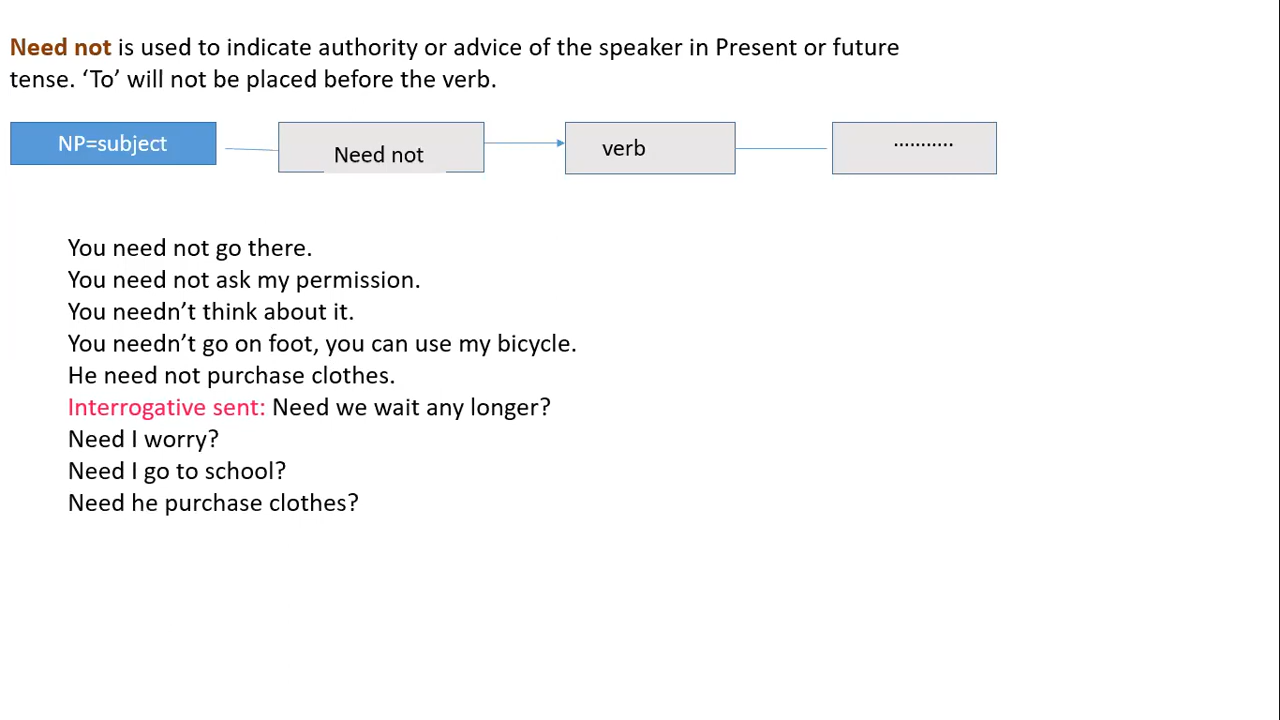 Need not is used to indicate authority or advice of the speaker in Present or future
tense. ‘To’ will not be placed before the verb.
NP=subject
Need not
verb
...........
You need not go there.
You need not ask my permission.
You needn’t think about it.
You needn’t go on foot, you can use my bicycle.
He need not purchase clothes.
Interrogative sent: Need we wait any longer?
Need I worry?
Need I go to school?
Need he purchase clothes?